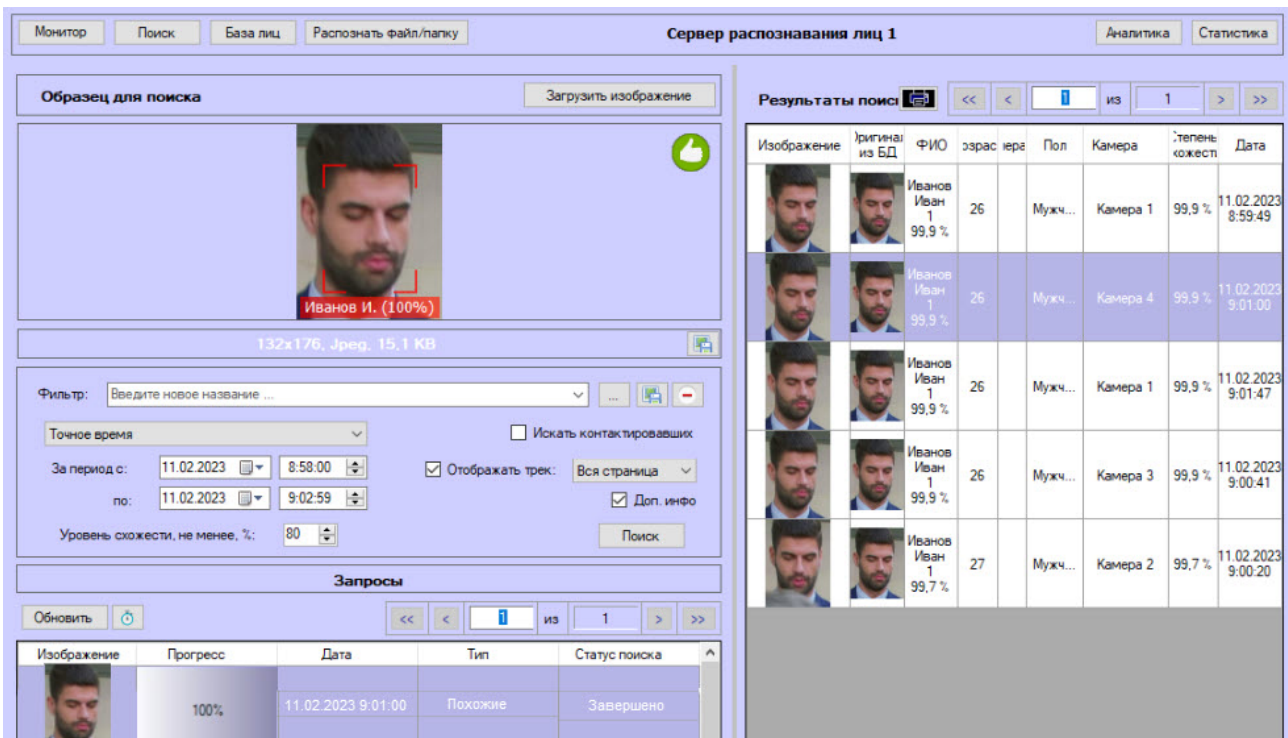 Монитор Поиск База лиц Распознать файл/папку Сервер распознавания лиц 1 Аналитика Статистика
Образец для поиска Загрузить изображение
Иванов И. (100%)
132x176, Jpeg, 15,1 KB
Фильтр: Введите новое название ... ...
Точное время Искать контактировавших
За период с: 11.02.2023 8:58:00 Отображать трек: Вся страница
по: 11.02.2023 9:02:59 Доп. инфо
Уровень схожести, не менее, %: 80 Поиск
Запросы
Обновить << < 1 из 1 > >>
Изображение Прогресс Дата Тип Статус поиска
100% 11.02.2023 9:01:00 Похожие Завершено
Результаты << < 1 из 1 > >>
Изображение из БД ФИО Пол Камера Дата
Иванов Иван 1 99,9 % 26 Мужч... Камера 1 99,9 % 11.02.2023 8:59:49
Иванов Иван 1 99,9 % 26 Мужч... Камера 4 99,9 % 11.02.2023 9:01:00
Иванов Иван 1 99,9 % 26 Мужч... Камера 1 99,9 % 11.02.2023 9:01:47
Иванов Иван 1 99,9 % 26 Мужч... Камера 3 99,9 % 11.02.2023 9:00:41
Иванов Иван 1 99,7 % 27 Мужч... Камера 2 99,7 % 11.02.2023 9:00:20